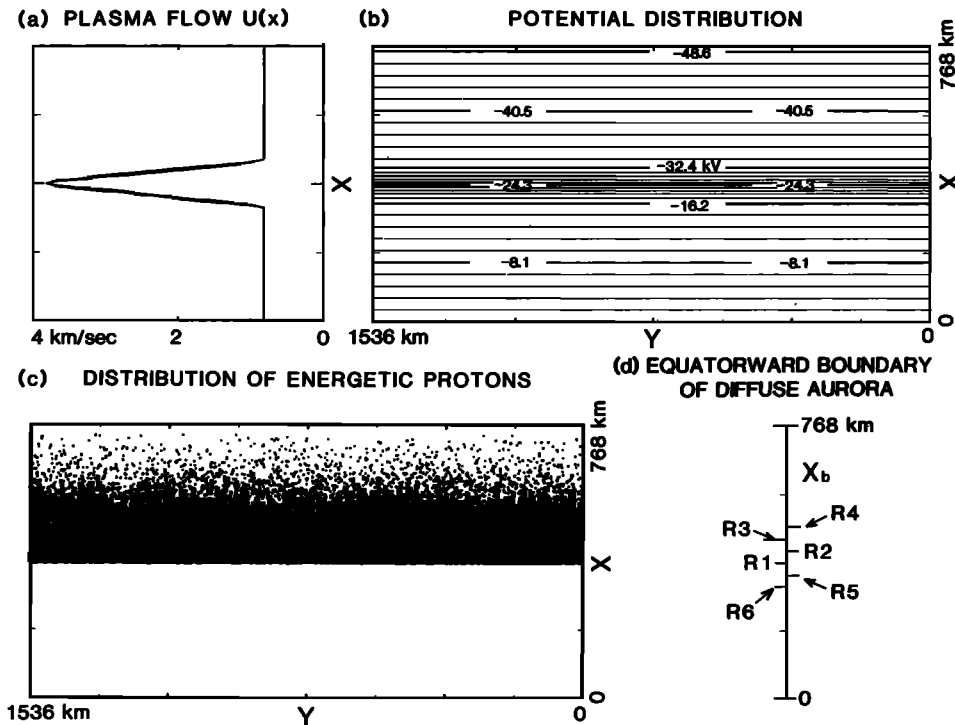 (a) PLASMA FLOW U(x)
X
4 km/sec 2 0
(b) POTENTIAL DISTRIBUTION
-48.6
-40.5 -40.5
-32.4 kV
-24.3 -24.3
-16.2
-8.1 -8.1
768 km
X
0
1536 km Y 0
(c) DISTRIBUTION OF ENERGETIC PROTONS
768 km
X
0
1536 km Y 0
(d) EQUATORWARD BOUNDARY
OF DIFFUSE AURORA
768 km
Xb
R4
R3
R2
R1
R5
R6
0